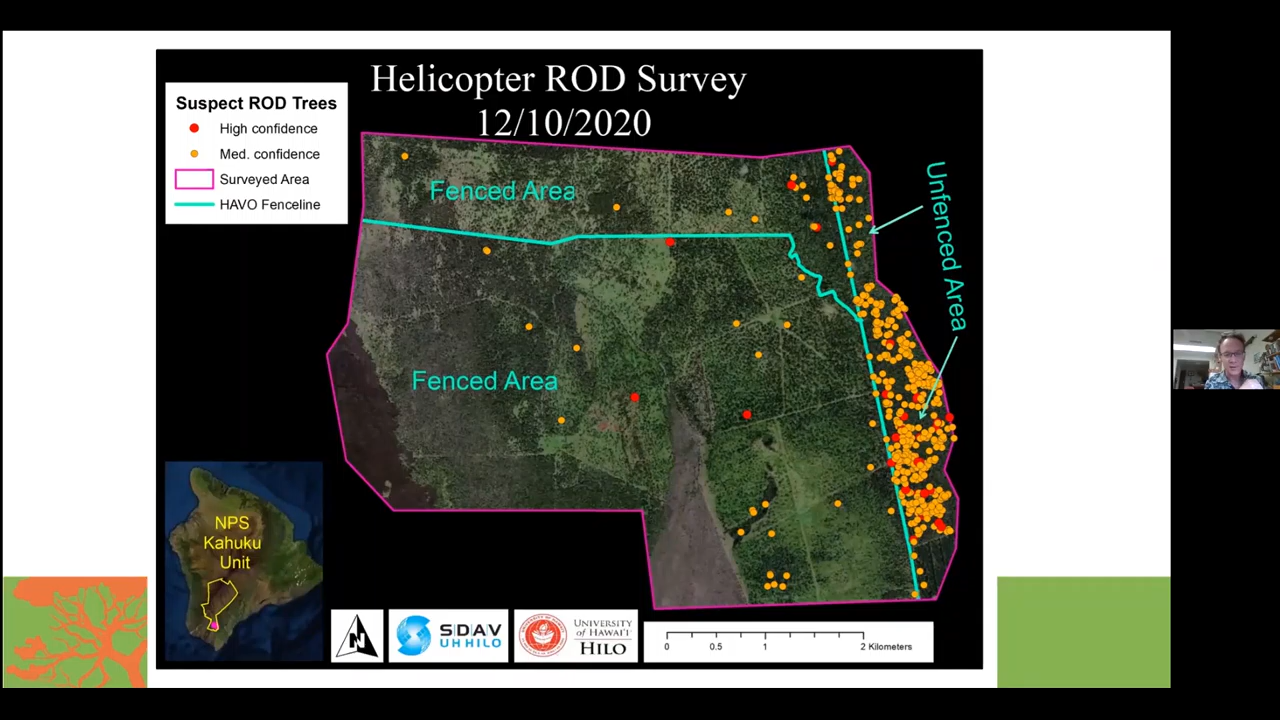 Helicopter ROD Survey
12/10/2020
Suspect ROD Trees
High confidence
Med. confidence
Surveyed Area
HAVO Fenceline
Fenced Area
Unfenced Area
Fenced Area
NPS
Kahuku
Unit
N
SDAV
UH HILO
UNIVERSITY
OF HAWAI‘I
HILO
0 0.5 1 2 Kilometers